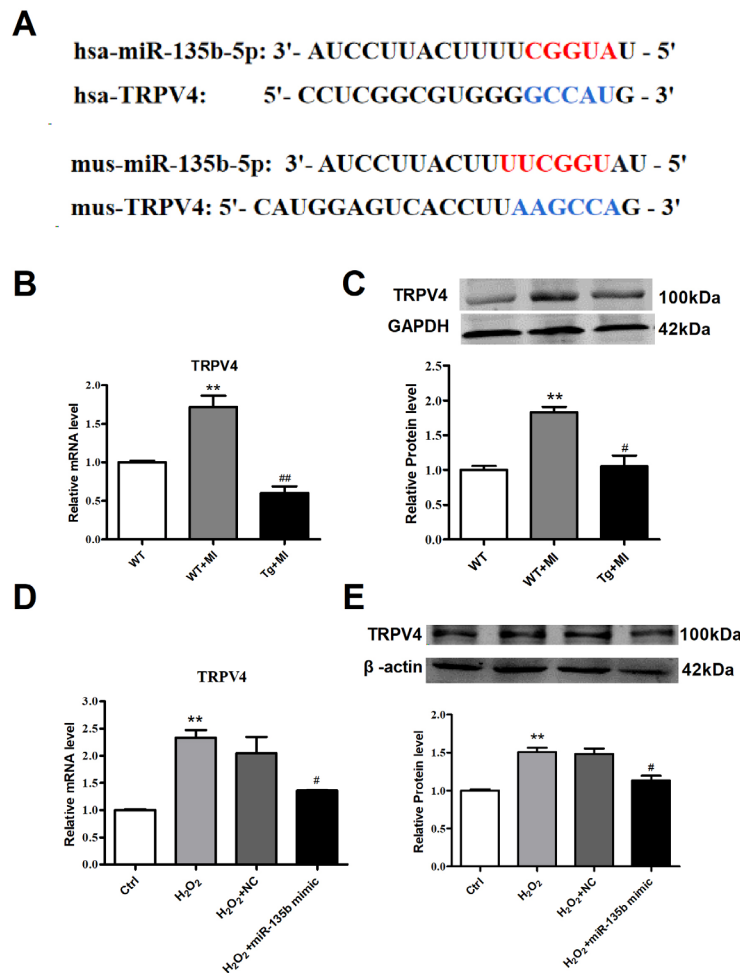 A
hsa-miR-135b-5p: 3'- AUCCUUACUUUUCGGUAU - 5'
hsa-TRPV4: 5'- CCUCGGCGUGGGGCCAUG - 3'
mus-miR-135b-5p: 3'- AUCCUUACUUUUCGGUAU - 5'
mus-TRPV4: 5'- CAUGGAGUCACCUUAAGCCAG - 3'
B
TRPV4
Relative mRNA level
2.0
1.5
1.0
0.5
0.0
**
##
WT
WT+MI
Tg+MI
C
TRPV4 100kDa
GAPDH 42kDa
Relative Protein level
2.5
2.0
1.5
1.0
0.5
0.0
**
#
WT
WT+MI
Tg+MI
D
TRPV4
Relative mRNA level
3.0
2.5
2.0
1.5
1.0
0.5
0.0
**
#
Ctrl
H₂O₂
H₂O₂+NC
H₂O₂+miR-135b mimic
E
TRPV4 100kDa
β -actin 42kDa
Relative Protein level
2.0
1.5
1.0
0.5
0.0
**
#
Ctrl
H₂O₂
H₂O₂+NC
H₂O₂+miR-135b mimic